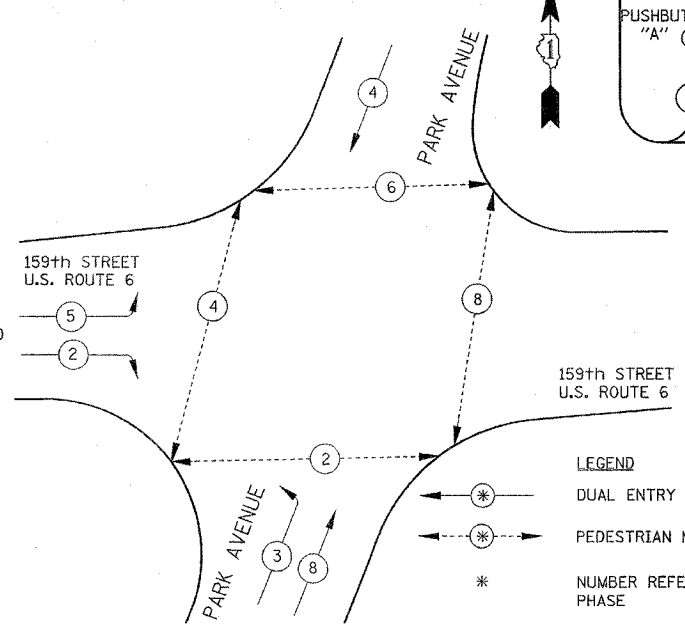 PUSHBUT
"A"
1
4
PARK AVENUE
6
159th STREET
U.S. ROUTE 6
5
2
4
8
159th STREET
U.S. ROUTE 6
2
LEGEND
* DUAL ENTRY
* PEDESTRIAN
* NUMBER REFE
PHASE
PARK AVENUE
3
8